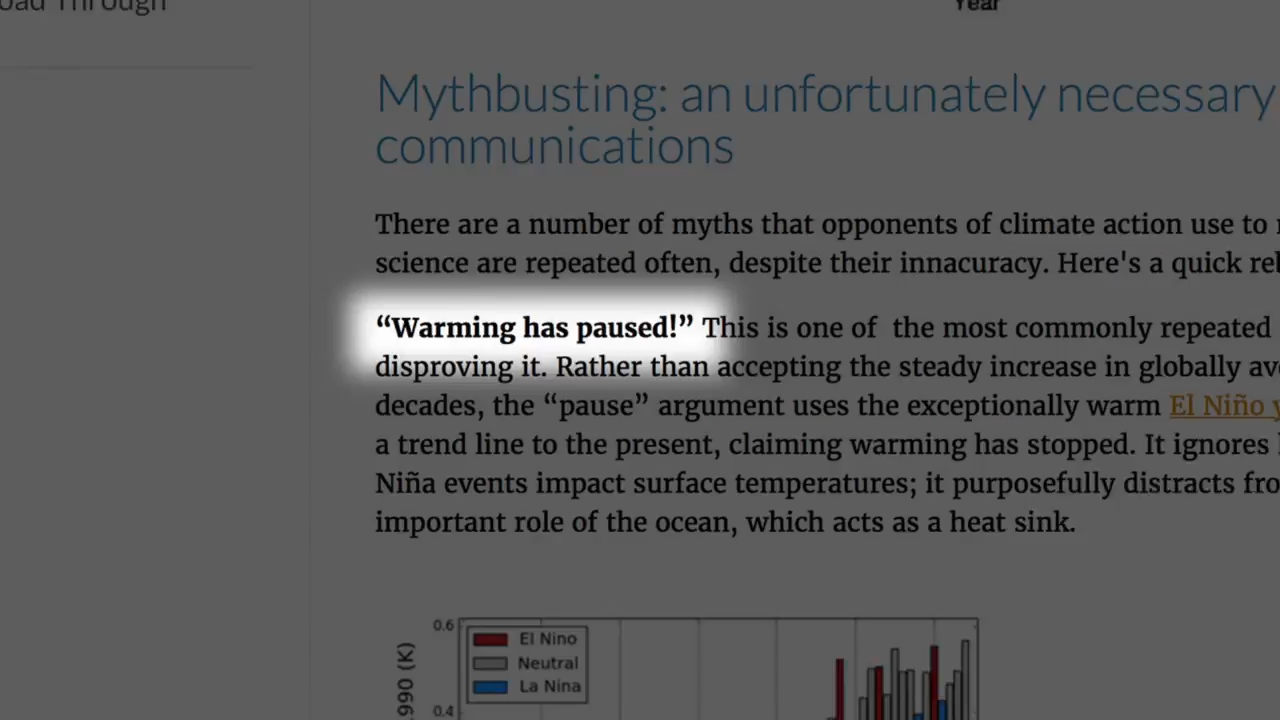 oad Through
Year
Mythbusting: an unfortunately necessary
communications
There are a number of myths that opponents of climate action use to
science are repeated often, despite their innacuracy. Here's a quick
“Warming has paused!” This is one of the most commonly repeated
disproving it. Rather than accepting the steady increase in globally
decades, the “pause” argument uses the exceptionally warm El Niño
a trend line to the present, claiming warming has stopped. It ignores
Niña events impact surface temperatures; it purposefully distracts
important role of the ocean, which acts as a heat sink.
0.6
El Nino
Neutral
La Nina
0.4
990 (K)